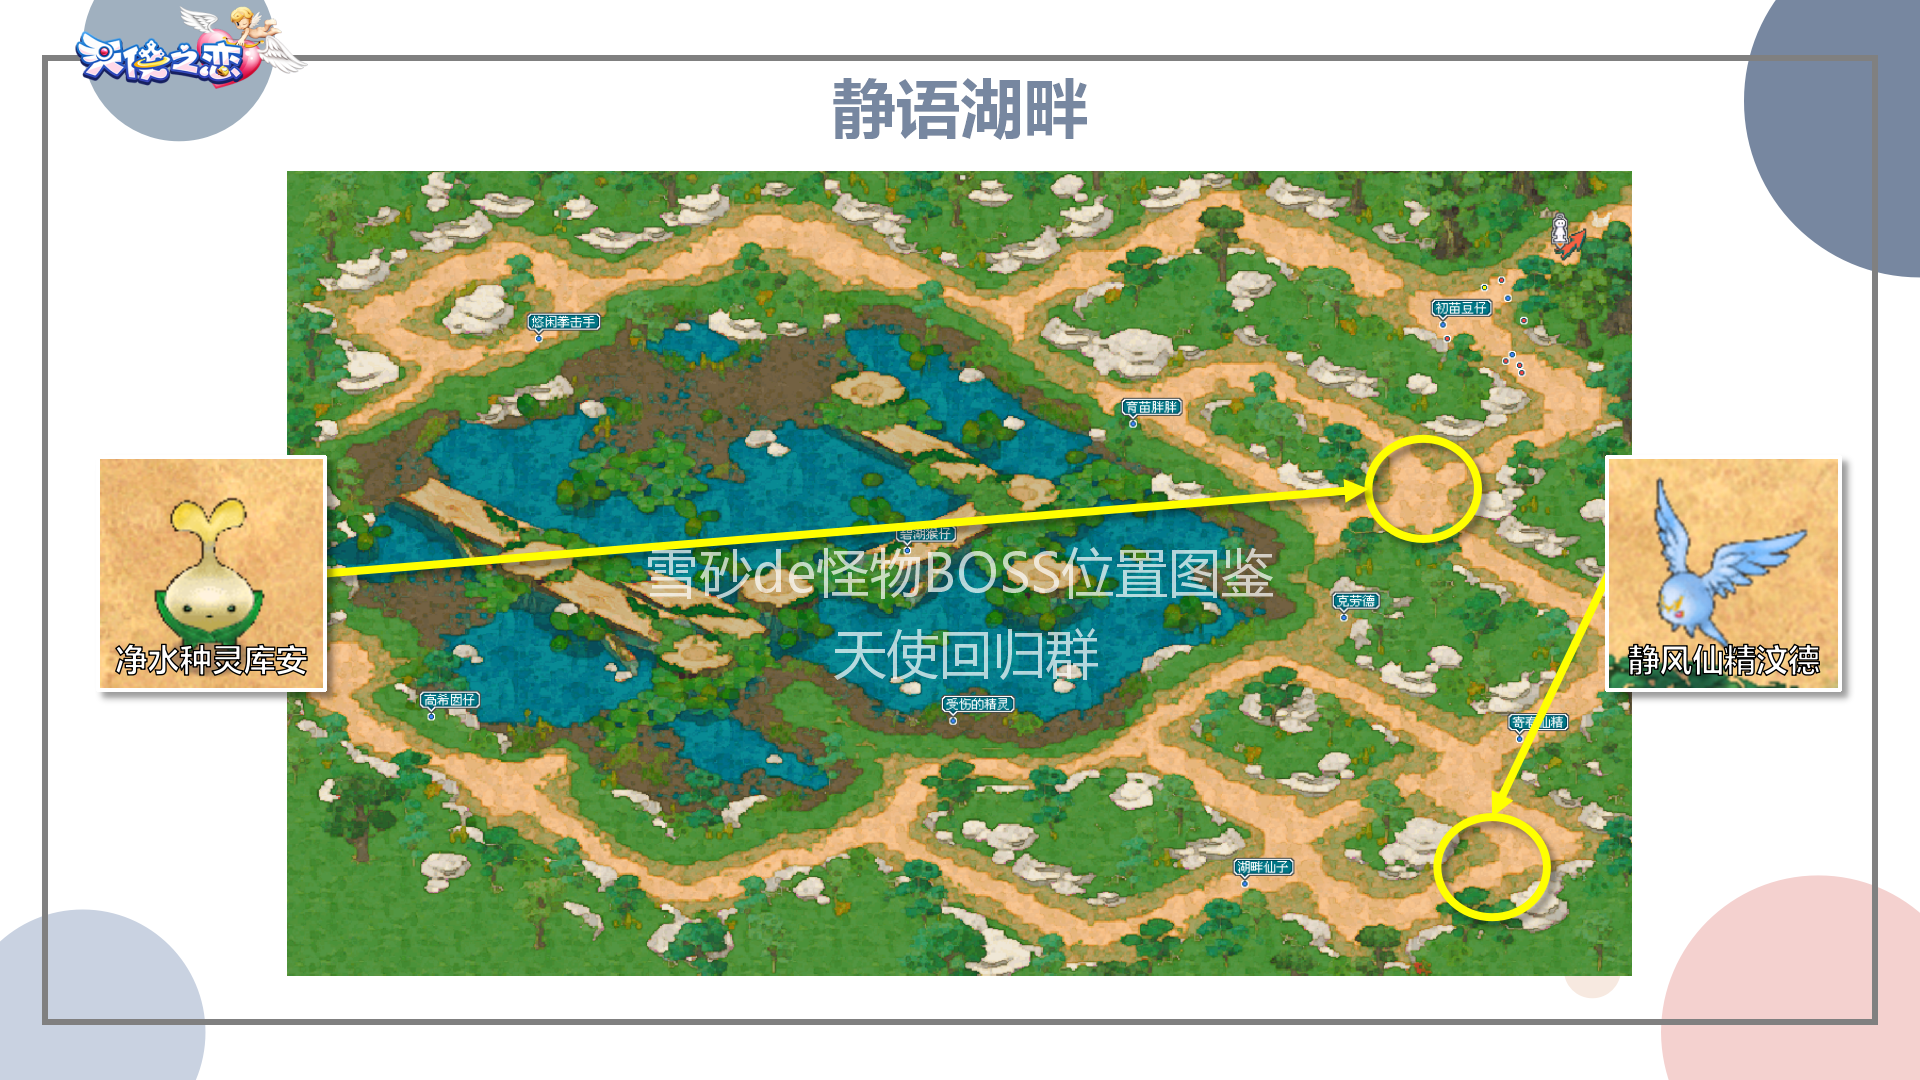 天使之恋
静语湖畔
悠闲拳击手
初苗豆仔
育苗胖胖
碧湖猴仔
雪砂de怪物BOSS位置图鉴
克劳德
天使回归群
净水种灵库安
静风仙精汶德
高希囡仔
受伤的精灵
寄春仙精
湖畔仙子